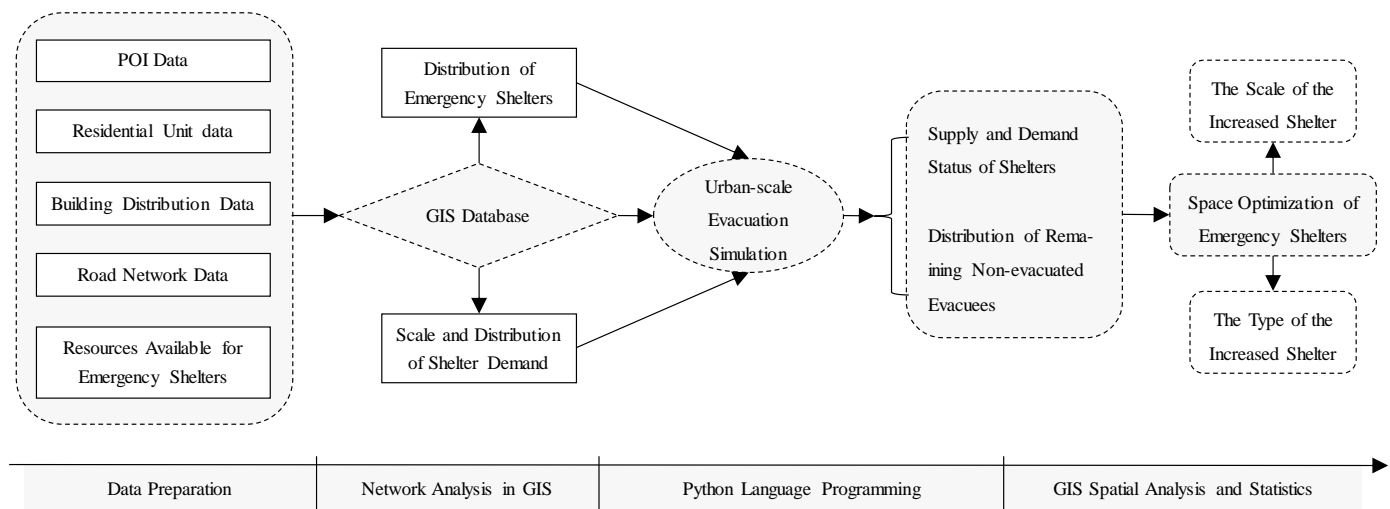 POI Data
Residential Unit data
Building Distribution Data
Road Network Data
Resources Available for
Emergency Shelters
Distribution of
Emergency Shelters
GIS Database
Scale and Distribution
of Shelter Demand
Urban-scale
Evacuation
Simulation
Supply and Demand
Status of Shelters
Distribution of Rema-
ining Non-evacuated
Evacuees
The Scale of the
Increased Shelter
Space Optimization of
Emergency Shelters
The Type of the
Increased Shelter
Data Preparation
Network Analysis in GIS
Python Language Programming
GIS Spatial Analysis and Statistics